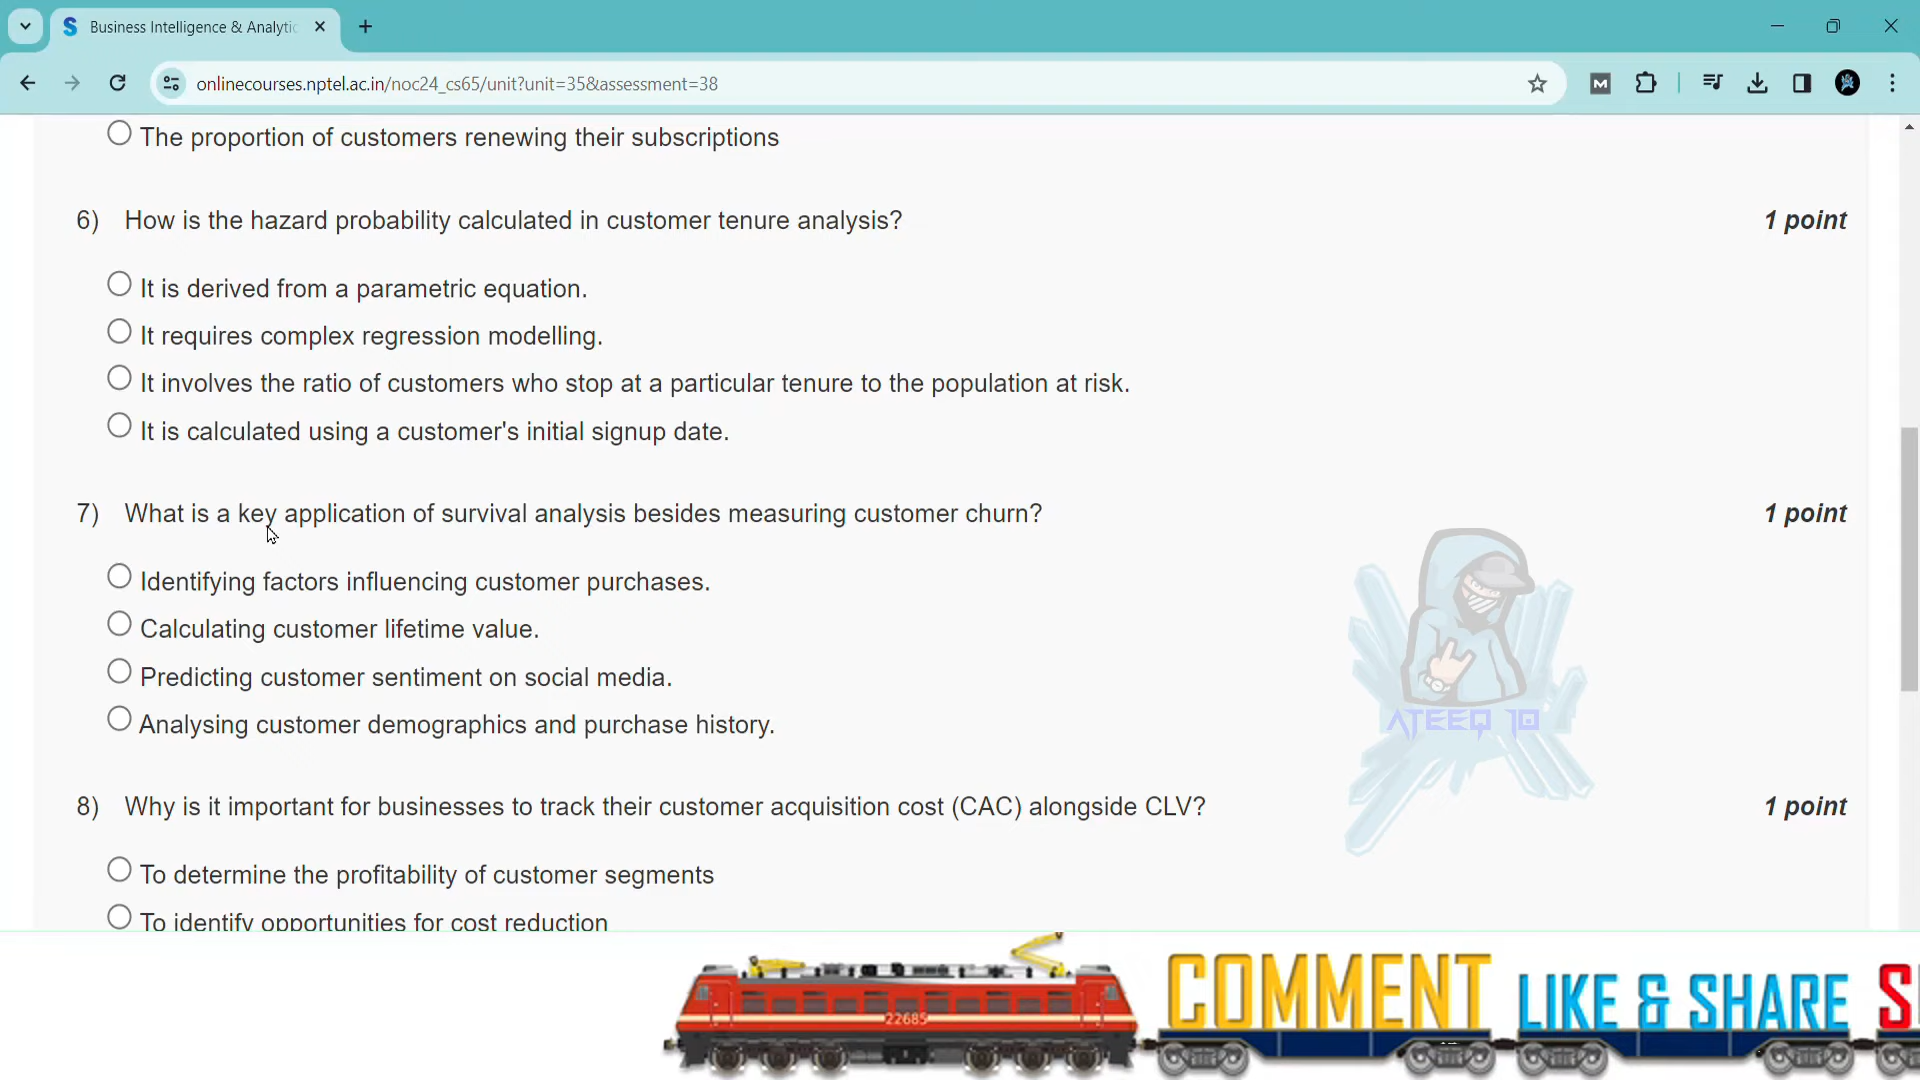 Business Intelligence & Analytic
onlinecourses.nptel.ac.in/noc24_cs65/unit?unit=35&assessment=38
The proportion of customers renewing their subscriptions
6) How is the hazard probability calculated in customer tenure analysis? 1 point
It is derived from a parametric equation.
It requires complex regression modelling.
It involves the ratio of customers who stop at a particular tenure to the population at risk.
It is calculated using a customer's initial signup date.
7) What is a key application of survival analysis besides measuring customer churn? 1 point
Identifying factors influencing customer purchases.
Calculating customer lifetime value.
Predicting customer sentiment on social media.
Analysing customer demographics and purchase history.
ATEEQ 10
8) Why is it important for businesses to track their customer acquisition cost (CAC) alongside CLV? 1 point
To determine the profitability of customer segments
To identify opportunities for cost reduction
22685
COMMENT LIKE & SHARE S